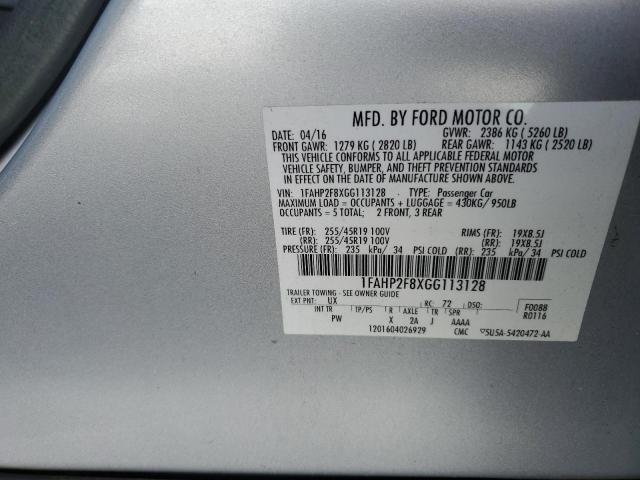 MFD. BY FORD MOTOR CO.
DATE: 04/16 GVWR: 2386 KG ( 5260 LB)
FRONT GAWR: 1279 KG ( 2820 LB) REAR GAWR: 1143 KG ( 2520 LB)
THIS VEHICLE CONFORMS TO ALL APPLICABLE FEDERAL MOTOR
VEHICLE SAFETY, BUMPER, AND THEFT PREVENTION STANDARDS
IN EFFECT ON THE DATE OF MANUFACTURE SHOWN ABOVE.
VIN: 1FAHP2F8XGG113128 TYPE: Passenger Car
MAXIMUM LOAD = OCCUPANTS + LUGGAGE = 430KG/ 950LB
OCCUPANTS = 5 TOTAL; 2 FRONT, 3 REAR
TIRE (FR): 255/45R19 100V RIMS (FR): 19X8.5J
(RR): 255/45R19 100V (RR): 19X8.5J
PRESSURE (FR): 235 kPa/ 34 PSI COLD (RR): 235 kPa/ 34 PSI COLD
1FAHP2F8XGG113128
TRAILER TOWING - SEE OWNER GUIDE
EXT PNT: UX RC: 72 DSO: F0088
INT TR TP/PS R AXLE TR SPR R0116
PW X 2A J AAAA
1201604026929 CMC SU5A-5420472-AA